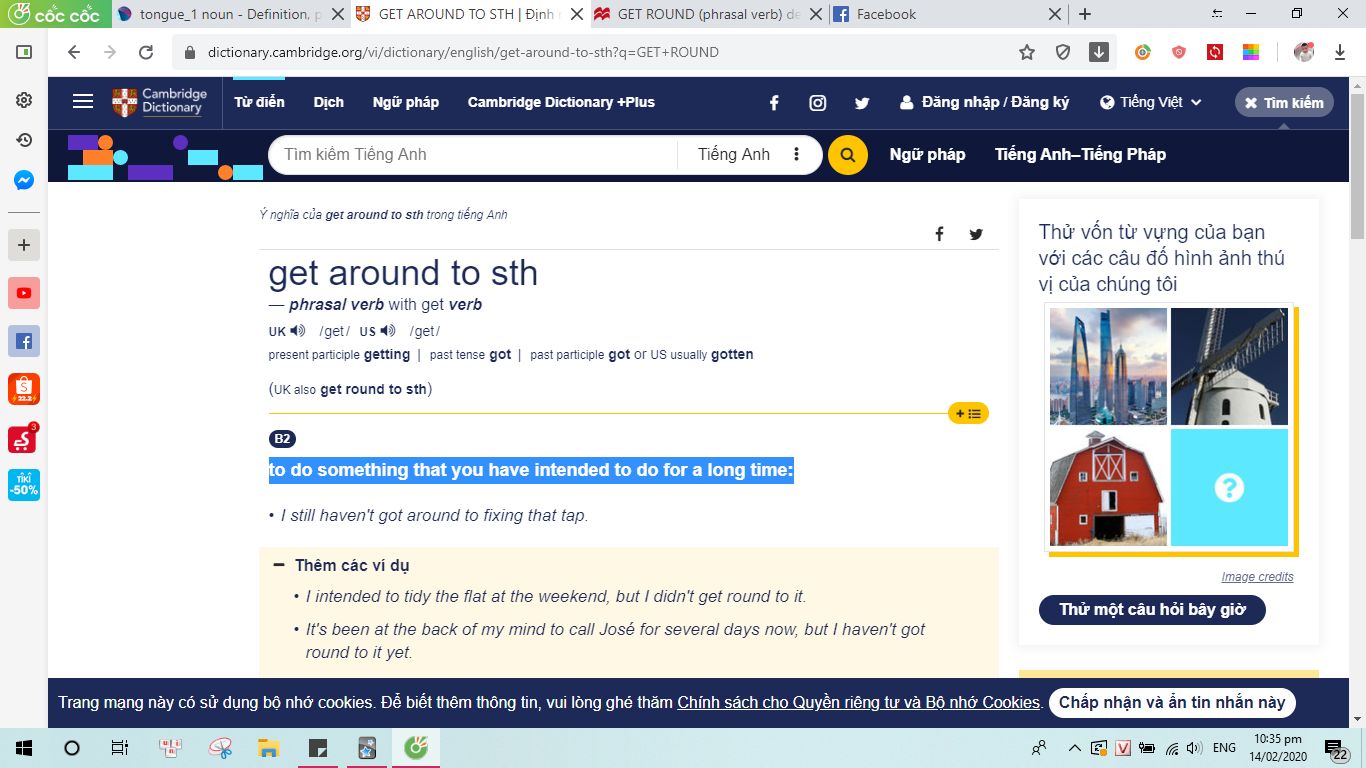 cốc cốc
tongue_1 noun - Definition, p
GET AROUND TO STH | Định
GET ROUND (phrasal verb) de
Facebook
dictionary.cambridge.org/vi/dictionary/english/get-around-to-sth?q=GET+ROUND
Cambridge
Dictionary
Từ điển
Dịch
Ngữ pháp
Cambridge Dictionary +Plus
Đăng nhập / Đăng ký
Tiếng Việt
Tìm kiếm
Tìm kiếm Tiếng Anh
Tiếng Anh
Ngữ pháp
Tiếng Anh–Tiếng Pháp
Ý nghĩa của get around to sth trong tiếng Anh
get around to sth
— phrasal verb with get verb
UK /get/ US /get/
present participle getting | past tense got | past participle got or US usually gotten
(UK also get round to sth)
B2
to do something that you have intended to do for a long time:
• I still haven't got around to fixing that tap.
Thêm các ví dụ
• I intended to tidy the flat at the weekend, but I didn't get round to it.
• It's been at the back of my mind to call José for several days now, but I haven't got
round to it yet.
Thử vốn từ vựng của bạn
với các câu đố hình ảnh thú
vị của chúng tôi
?
Image credits
Thử một câu hỏi bây giờ
22.2
3
TIKI
-50%
Trang mạng này có sử dụng bộ nhớ cookies. Để biết thêm thông tin, vui lòng ghé thăm Chính sách cho Quyền riêng tư và Bộ nhớ Cookies.
Chấp nhận và ẩn tin nhắn này
V
ENG
10:35 pm
14/02/2020
22